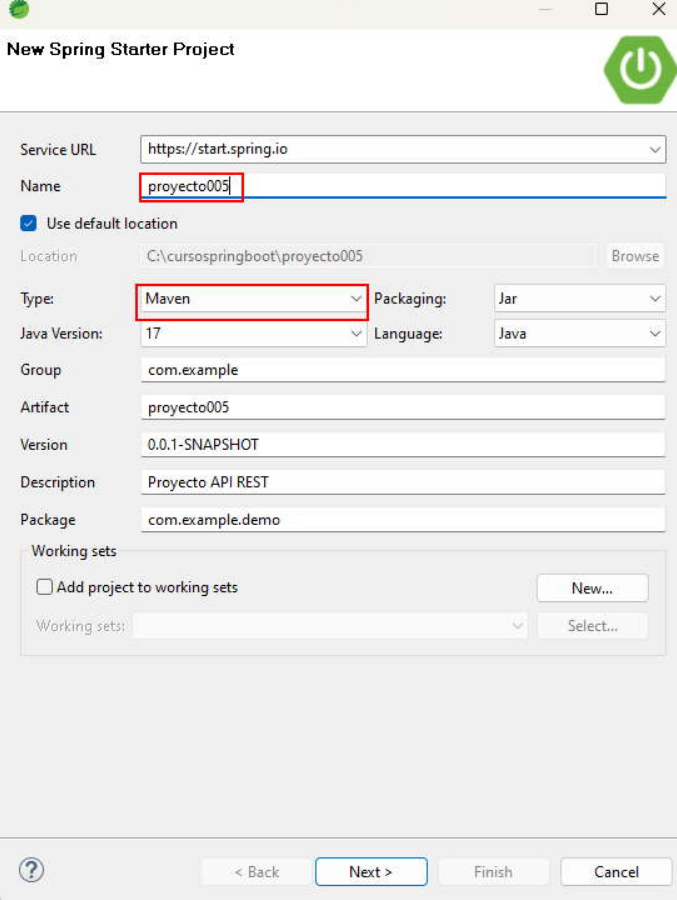 New Spring Starter Project
Service URL https://start.spring.io
Name proyecto005
Use default location
Location C:\cursospringboot\proyecto005 Browse
Type: Maven Packaging: Jar
Java Version: 17 Language: Java
Group com.example
Artifact proyecto005
Version 0.0.1-SNAPSHOT
Description Proyecto API REST
Package com.example.demo
Working sets
Add project to working sets New...
Working sets: Select...
? < Back Next > Finish Cancel